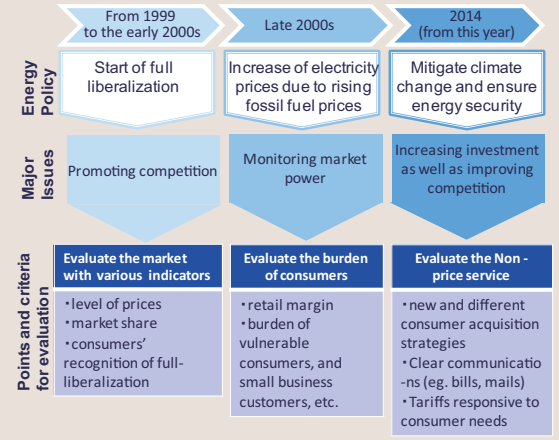 From 1999
to the early 2000s
Late 2000s
2014
(from this year)
Energy
Policy
Start of full
liberalization
Increase of electricity
prices due to rising
fossil fuel prices
Mitigate climate
change and ensure
energy security
Major
Issues
Promoting competition
Monitoring market
power
Increasing investment
as well as improving
competition
Points and criteria
for evaluation
Evaluate the market
with various indicators
・level of prices
・market share
・consumers'
recognition of full-
liberalization
Evaluate the burden
of consumers
・retail margin
・burden of
vulnerable
consumers, and
small business
customers, etc.
Evaluate the Non -
price service
・new and different
consumer acquisition
strategies
・Clear communicatio
-ns (eg. bills, mails)
・Tariffs responsive to
consumer needs